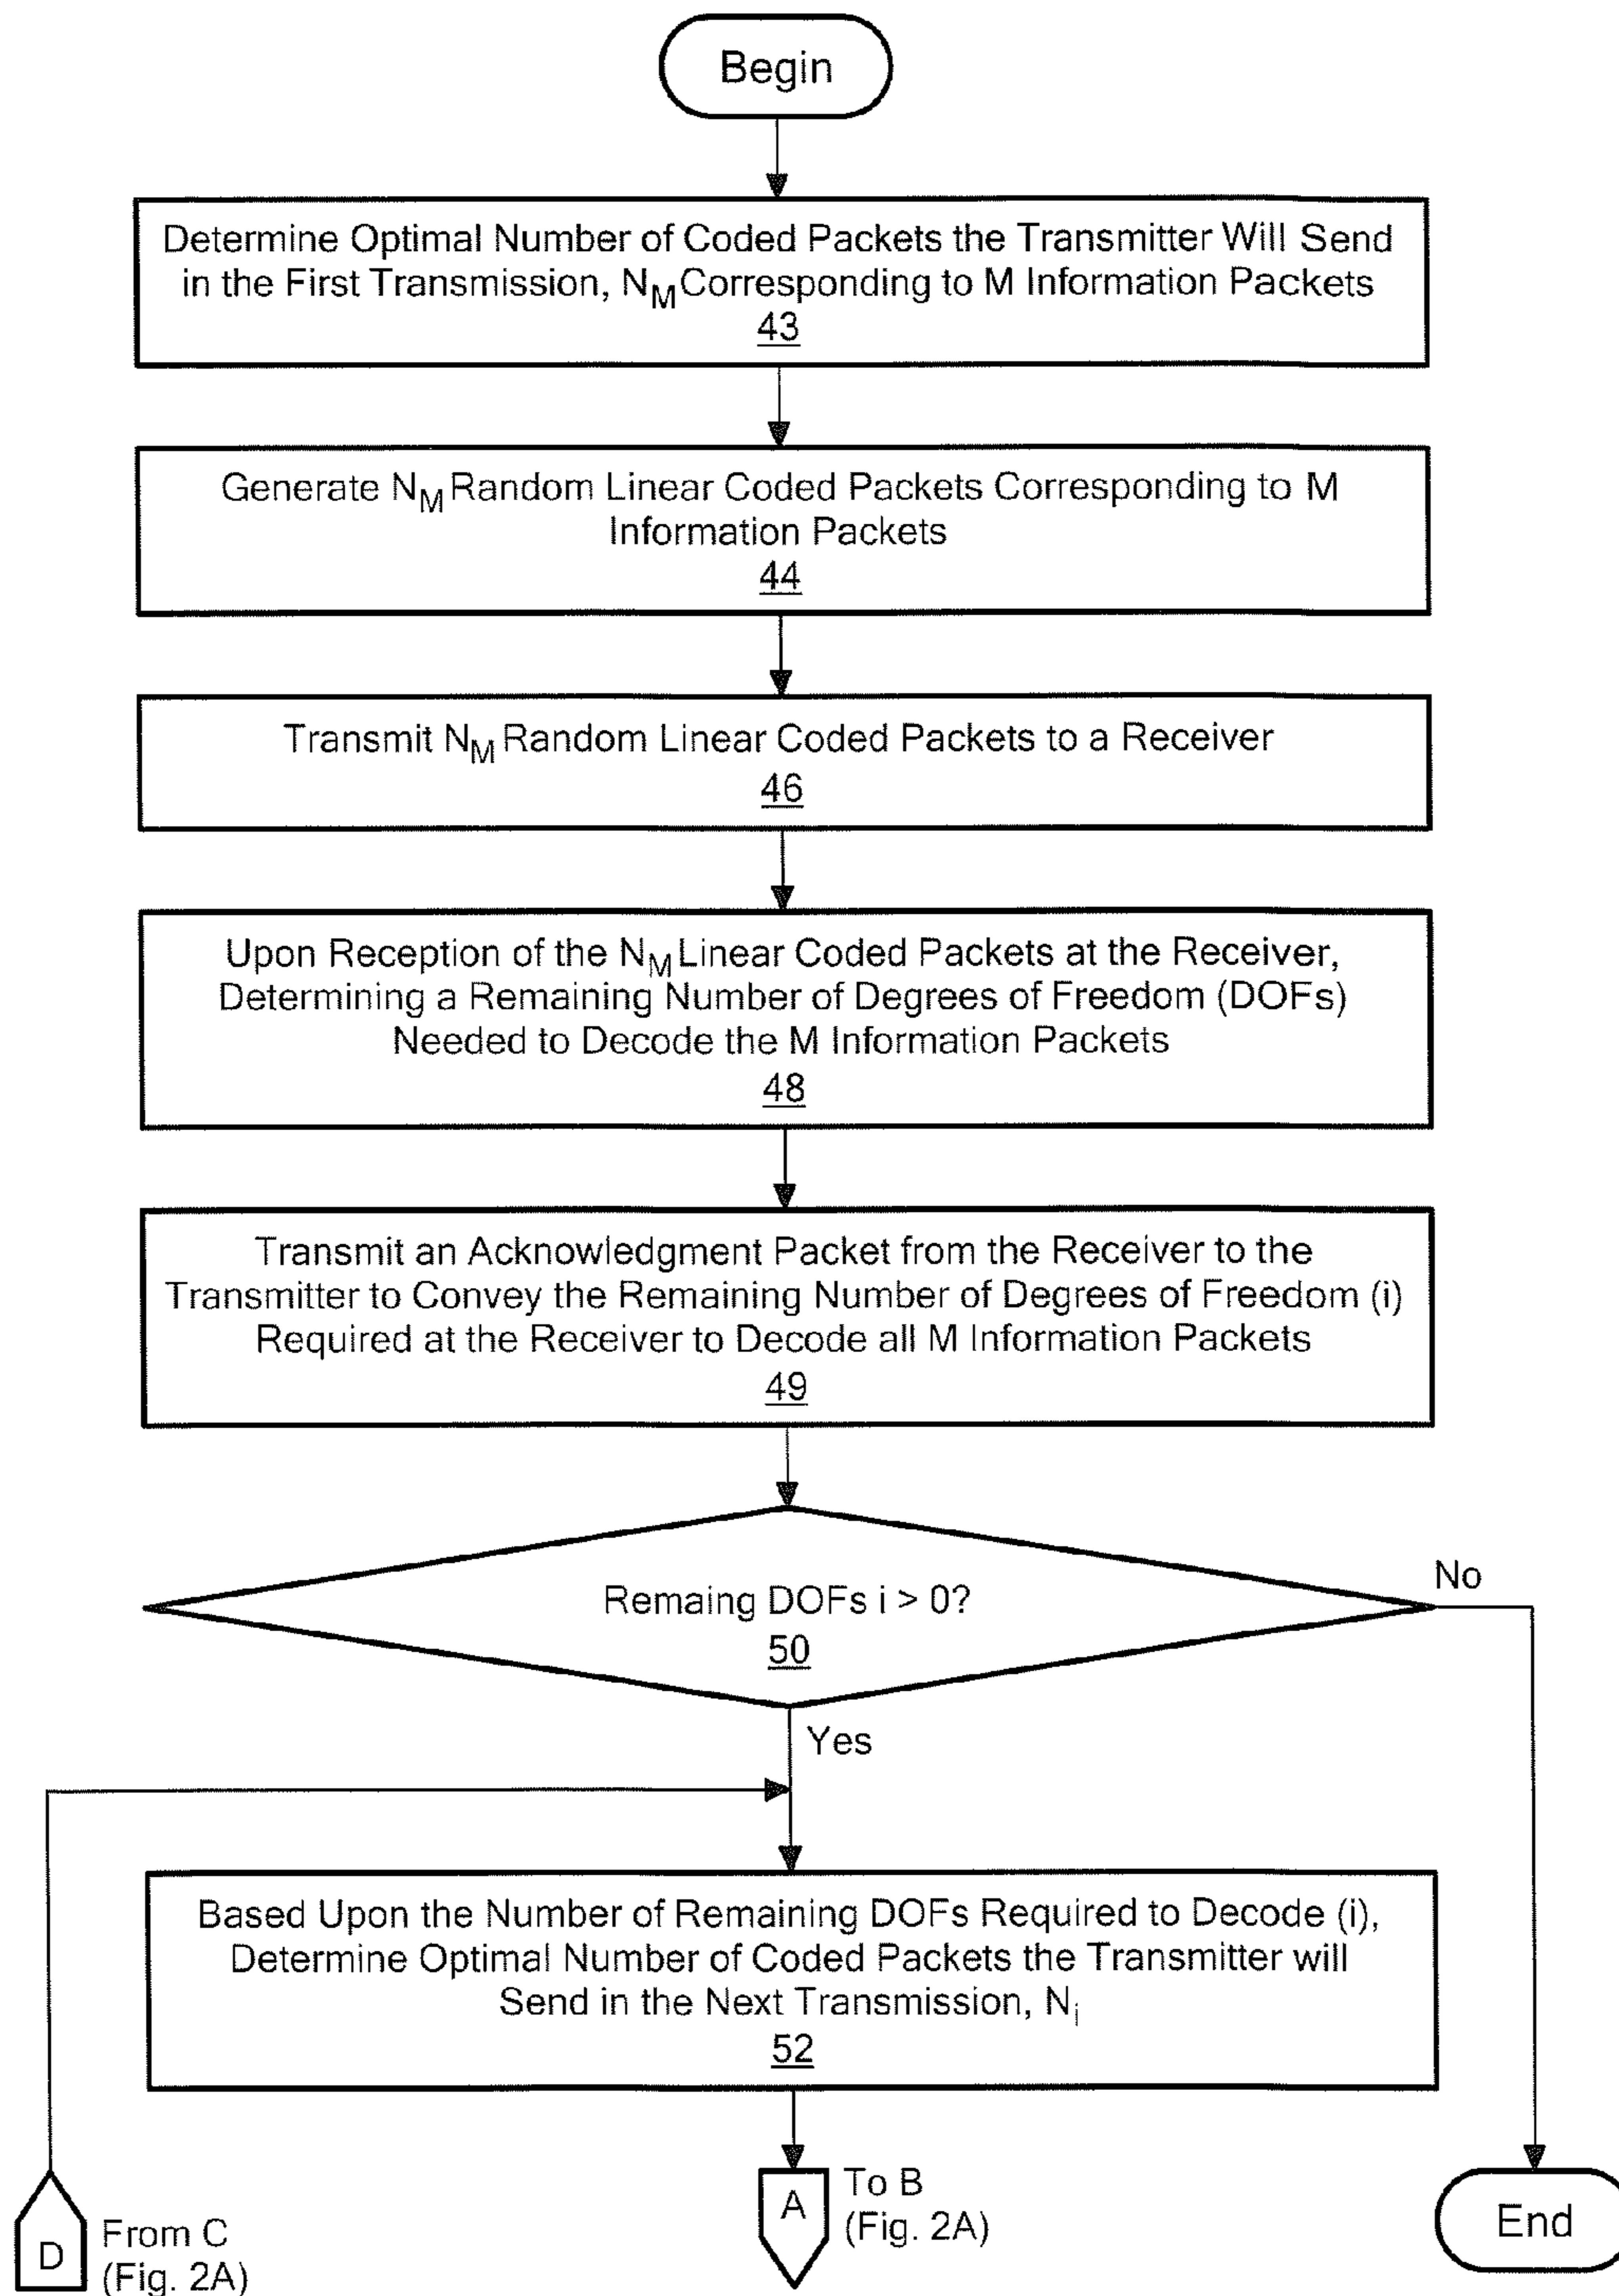 Begin
Determine Optimal Number of Coded Packets the Transmitter Will Send
in the First Transmission, NM Corresponding to M Information Packets
43
Generate NM Random Linear Coded Packets Corresponding to M
Information Packets
44
Transmit NM Random Linear Coded Packets to a Receiver
46
Upon Reception of the NM Linear Coded Packets at the Receiver,
Determining a Remaining Number of Degrees of Freedom (DOFs)
Needed to Decode the M Information Packets
48
Transmit an Acknowledgment Packet from the Receiver to the
Transmitter to Convey the Remaining Number of Degrees of Freedom (i)
Required at the Receiver to Decode all M Information Packets
49
No
Remaing DOFs i > 0?
50
Yes
Based Upon the Number of Remaining DOFs Required to Decode (i),
Determine Optimal Number of Coded Packets the Transmitter will
Send in the Next Transmission, Ni
52
D
From C
(Fig. 2A)
A
To B
(Fig. 2A)
End